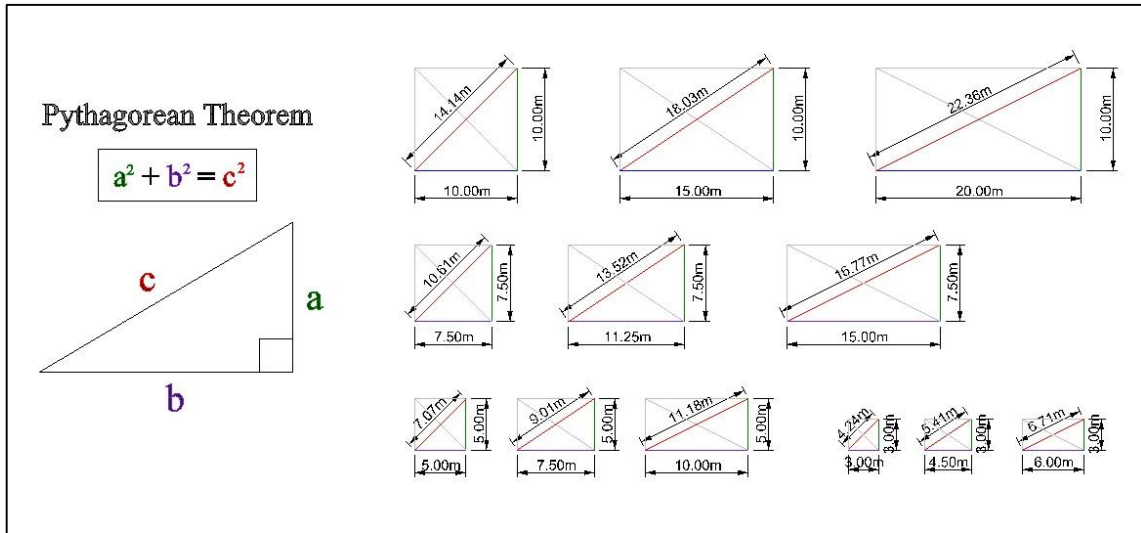 Pythagorean Theorem
a² + b² = c²
c
a
b
14.14m
10.00m
10.00m
18.03m
10.00m
15.00m
22.36m
10.00m
20.00m
10.61m
7.50m
7.50m
13.52m
7.50m
11.25m
16.77m
7.50m
15.00m
7.07m
5.00m
5.00m
9.01m
5.00m
7.50m
11.18m
5.00m
10.00m
4.24m
3.00m
3.00m
5.41m
3.00m
4.50m
6.71m
3.00m
6.00m